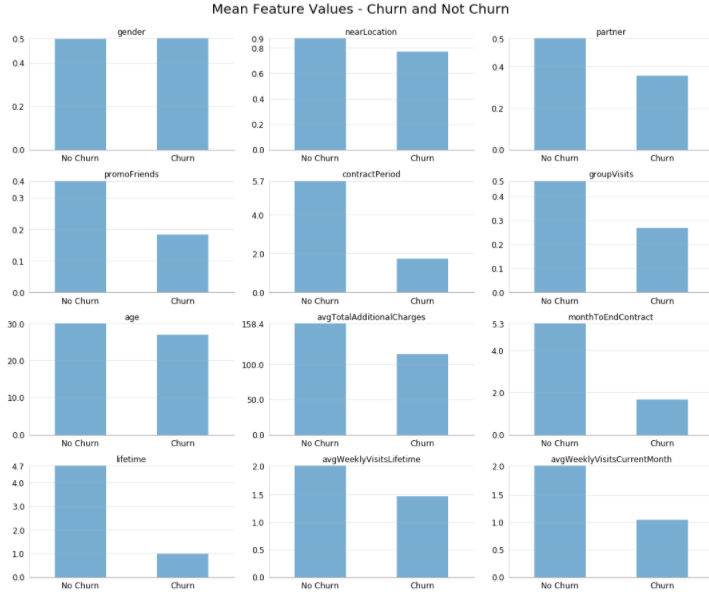 Mean Feature Values - Churn and Not Churn
gender
0.5
0.4
0.2
0.0
No Churn Churn
nearLocation
0.9
0.8
0.6
0.4
0.2
0.0
No Churn Churn
partner
0.5
0.4
0.2
0.0
No Churn Churn
promoFriends
0.4
0.3
0.2
0.1
0.0
No Churn Churn
contractPeriod
5.7
4.0
2.0
0.0
No Churn Churn
groupVisits
0.5
0.4
0.3
0.2
0.1
0.0
No Churn Churn
age
30.0
20.0
10.0
0.0
No Churn Churn
avgTotalAdditionalCharges
158.4
100.0
50.0
0.0
No Churn Churn
monthToEndContract
5.3
4.0
2.0
0.0
No Churn Churn
lifetime
4.7
4.0
3.0
2.0
1.0
0.0
No Churn Churn
avgWeeklyVisitsLifetime
2.0
1.5
1.0
0.5
0.0
No Churn Churn
avgWeeklyVisitsCurrentMonth
2.0
1.5
1.0
0.5
0.0
No Churn Churn